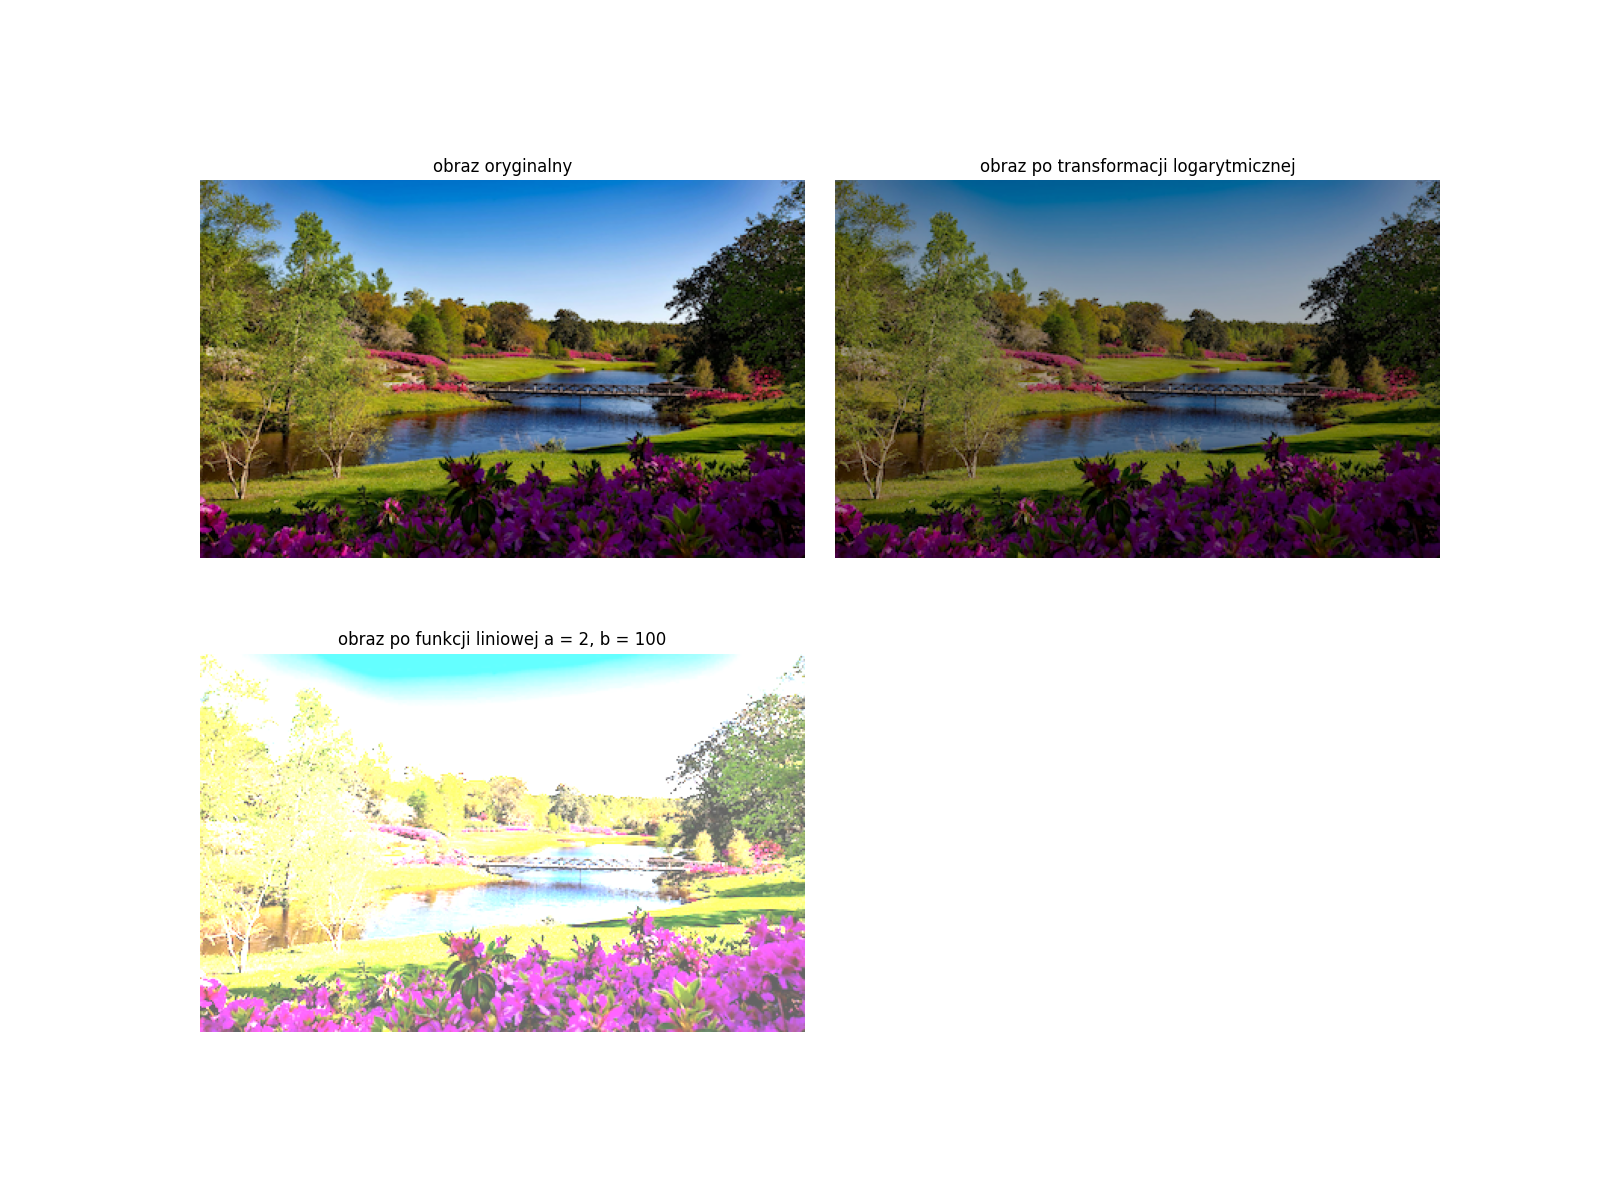 obraz oryginalny
obraz po transformacji logarytmicznej
obraz po funkcji liniowej a = 2, b = 100